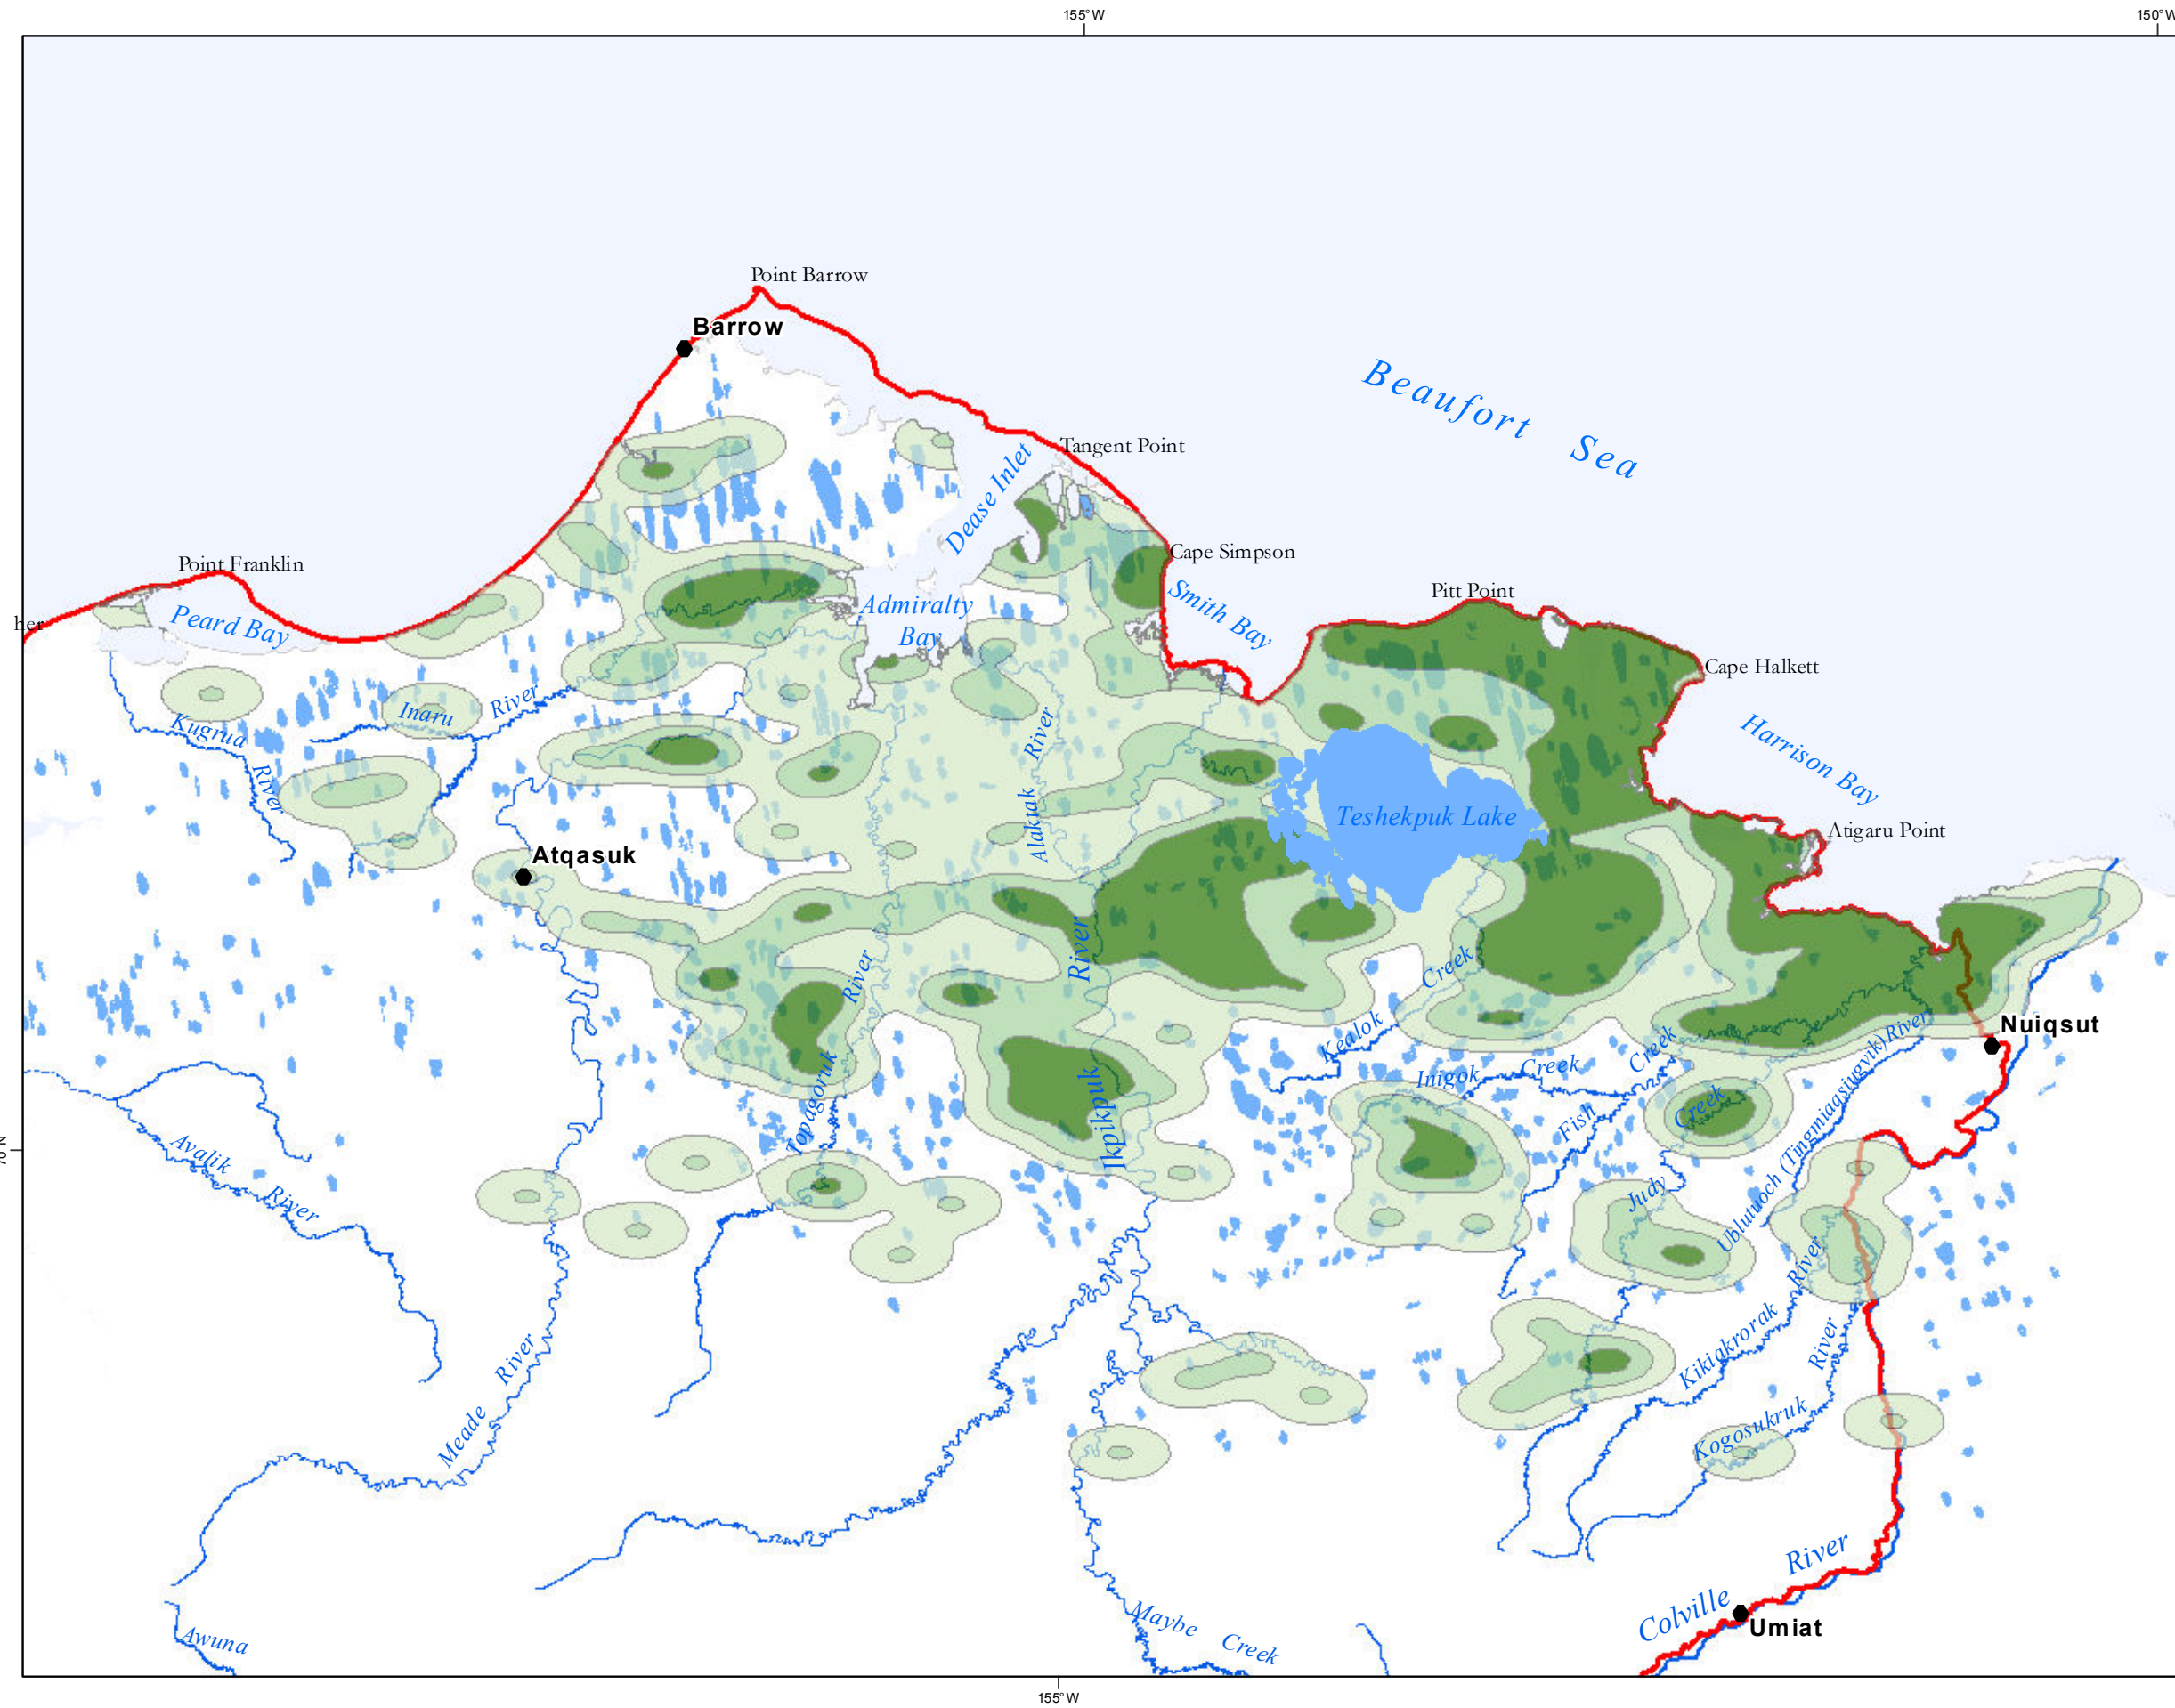 155°W
150°W
Point Barrow
Barrow
Beaufort Sea
Tangent Point
Dease Inlet
Cape Simpson
Point Franklin
Peard Bay
her
Admiralty
Bay
Smith Bay
Pitt Point
Cape Halkett
Harrison Bay
Inaru River
Kugrua
River
Alaktak River
Teshekpuk Lake
Atigaru Point
Atqasuk
River
River
Creek
Nuiqsut
Kealok
Inigok Creek
Creek
Creek
Fish
Ublutuoch (Tingmiaqsiugvik) River
Topagoruk
Ikpikpuk
70°N
Avalik
River
Judy
River
Kikiakrorak
River
Meade River
Kogosukruk
Colville River
Umiat
Maybe Creek
Awuna
155°W